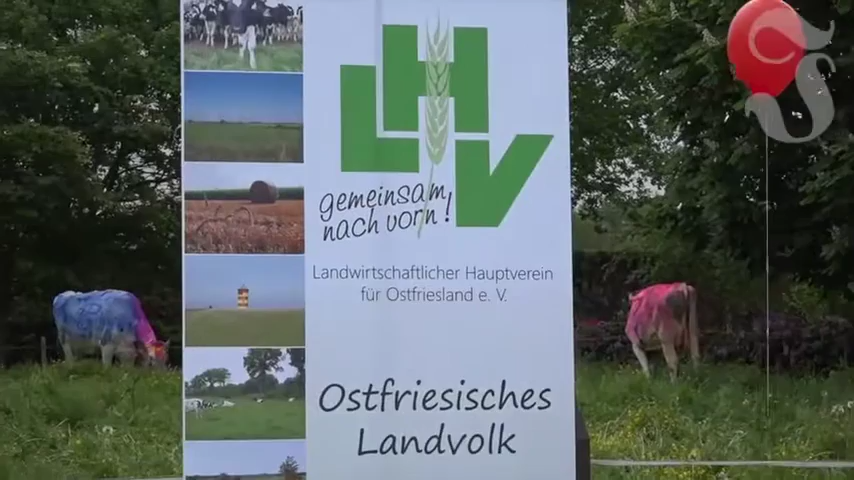 LHV
gemeinsam
nach vorn!
Landwirtschaftlicher Hauptverein
für Ostfriesland e. V.
Ostfriesisches
Landvolk